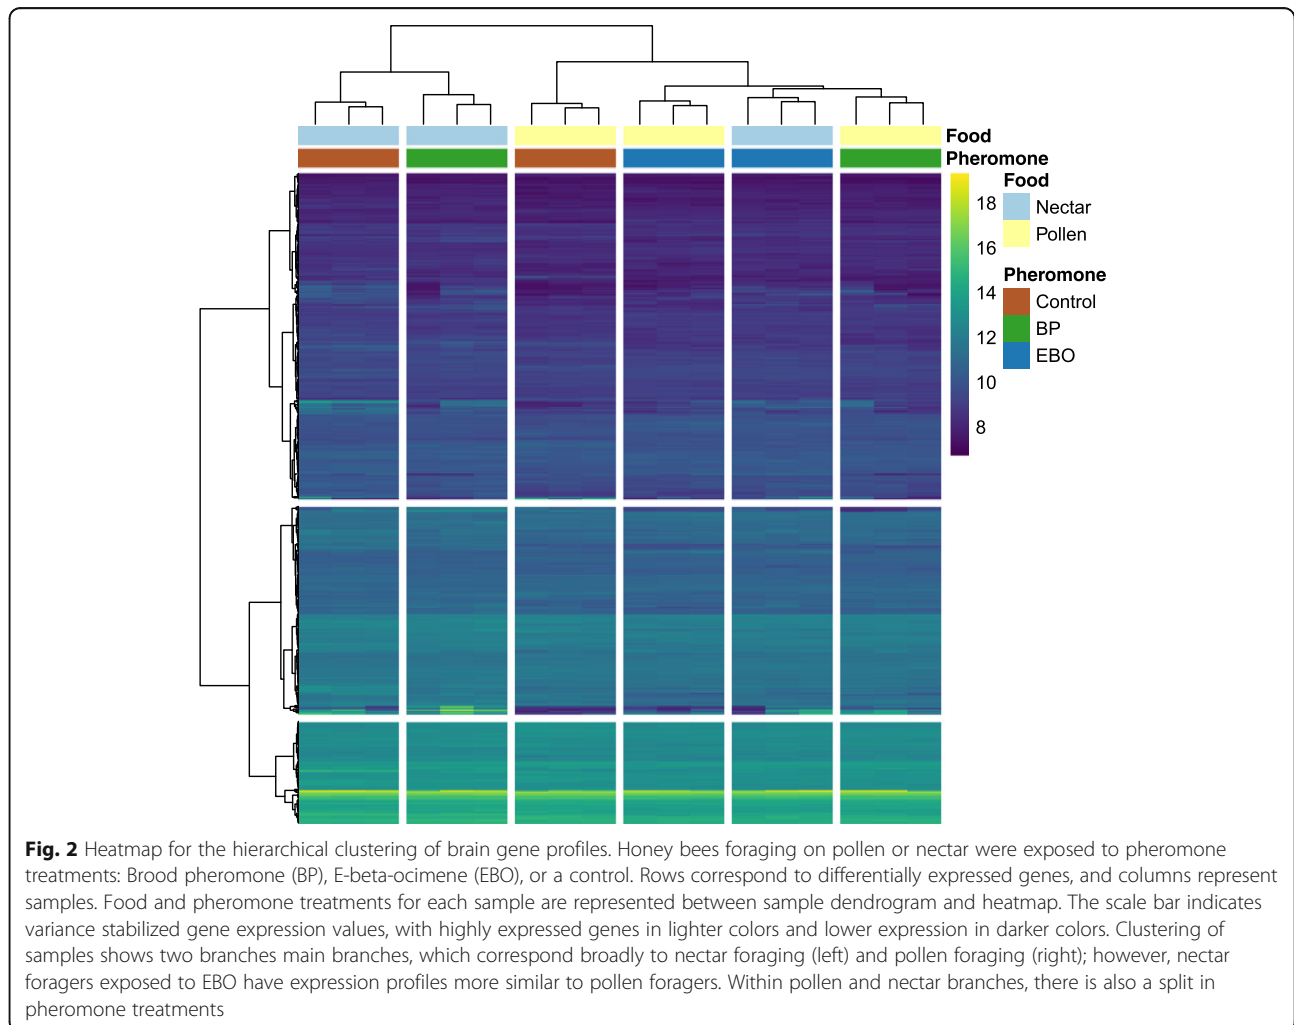 Food
Pheromone
Food
Nectar
Pollen
Pheromone
Control
BP
EBO
18
16
14
12
10
8
Fig. 2 Heatmap for the hierarchical clustering of brain gene profiles. Honey bees foraging on pollen or nectar were exposed to pheromone
treatments: Brood pheromone (BP), E-beta-ocimene (EBO), or a control. Rows correspond to differentially expressed genes, and columns represent
samples. Food and pheromone treatments for each sample are represented between sample dendrogram and heatmap. The scale bar indicates
variance stabilized gene expression values, with highly expressed genes in lighter colors and lower expression in darker colors. Clustering of
samples shows two branches main branches, which correspond broadly to nectar foraging (left) and pollen foraging (right); however, nectar
foragers exposed to EBO have expression profiles more similar to pollen foragers. Within pollen and nectar branches, there is also a split in
pheromone treatments